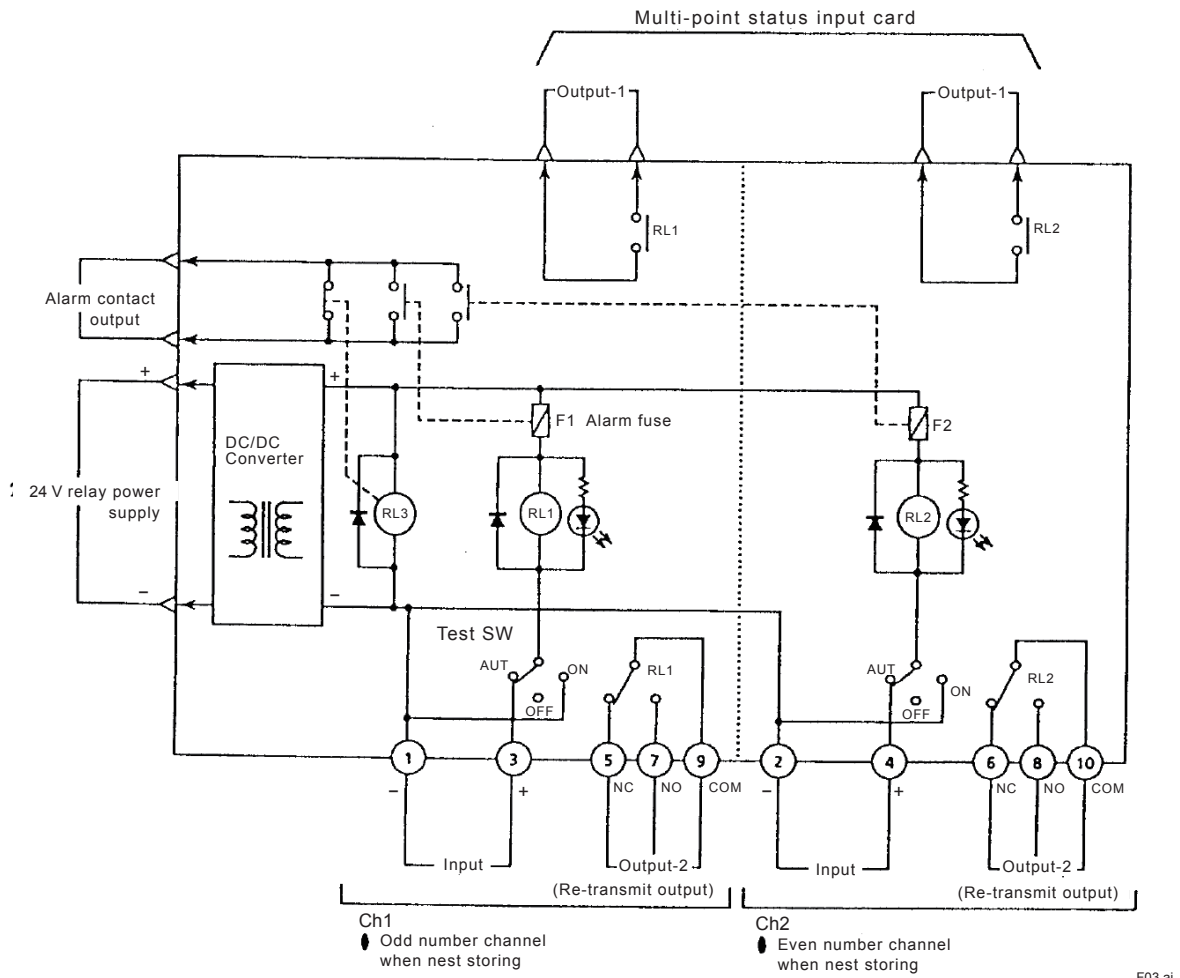 Multi-point status input card
Output-1
Output-1
RL1
RL2
Alarm contact
output
+
+
F1 Alarm fuse
F2
DC/DC
Converter
24 V relay power
supply
RL3
RL1
RL2
–
–
Test SW
AUT
ON
OFF
RL1
AUT
ON
OFF
RL2
1
3
5
7
9
2
4
6
8
10
–
+
NC
NO
COM
–
+
NC
NO
COM
Input
Output-2
Input
Output-2
(Re-transmit output)
(Re-transmit output)
Ch1
Odd number channel
when nest storing
Ch2
Even number channel
when nest storing